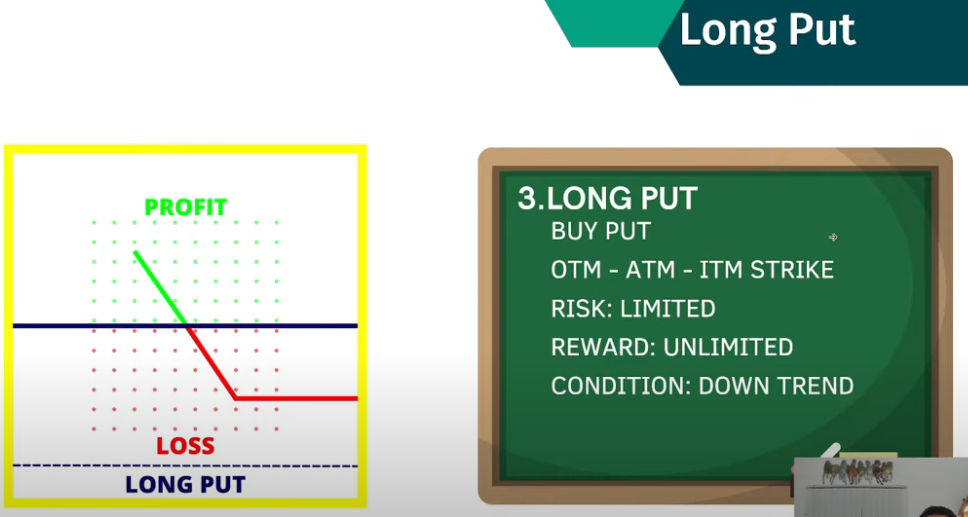 Long Put
PROFIT
LOSS
LONG PUT
3.LONG PUT
BUY PUT
OTM - ATM - ITM STRIKE
RISK: LIMITED
REWARD: UNLIMITED
CONDITION: DOWN TREND